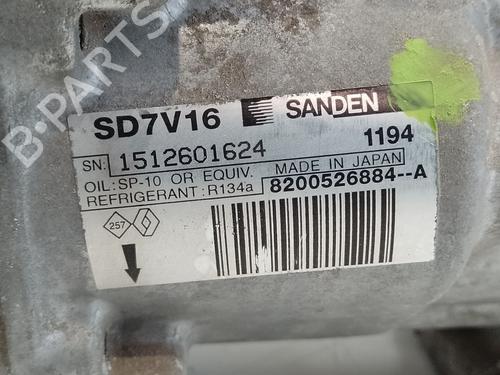 B-PARTS
SD7V16 SANDEN
1194
SN: 1512601624
OIL: SP-10 OR EQUIV. MADE IN JAPAN
REFRIGERANT: R134a 8200526884--A
257